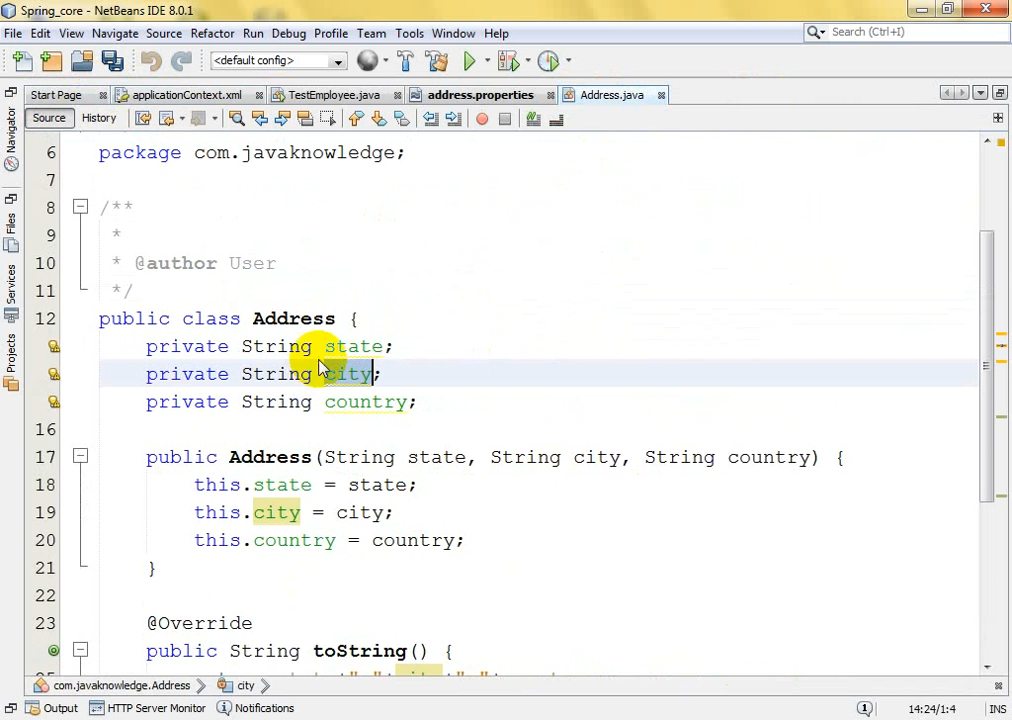 Spring_core - NetBeans IDE 8.0.1
File Edit View Navigate Source Refactor Run Debug Profile Team Tools Window Help
Search (Ctrl+I)
<default config>
Start Page applicationContext.xml TestEmployee.java address.properties Address.java
Source History
Navigator
Files
Services
Projects
6 package com.javaknowledge;
7
8 /**
9 *
10 * @author User
11 */
12 public class Address {
private String state;
private String city;
private String country;
16
17 public Address(String state, String city, String country) {
18 this.state = state;
19 this.city = city;
20 this.country = country;
21 }
22
23 @Override
public String toString() {
com.javaknowledge.Address city
Output HTTP Server Monitor Notifications
14:24/1:4 INS